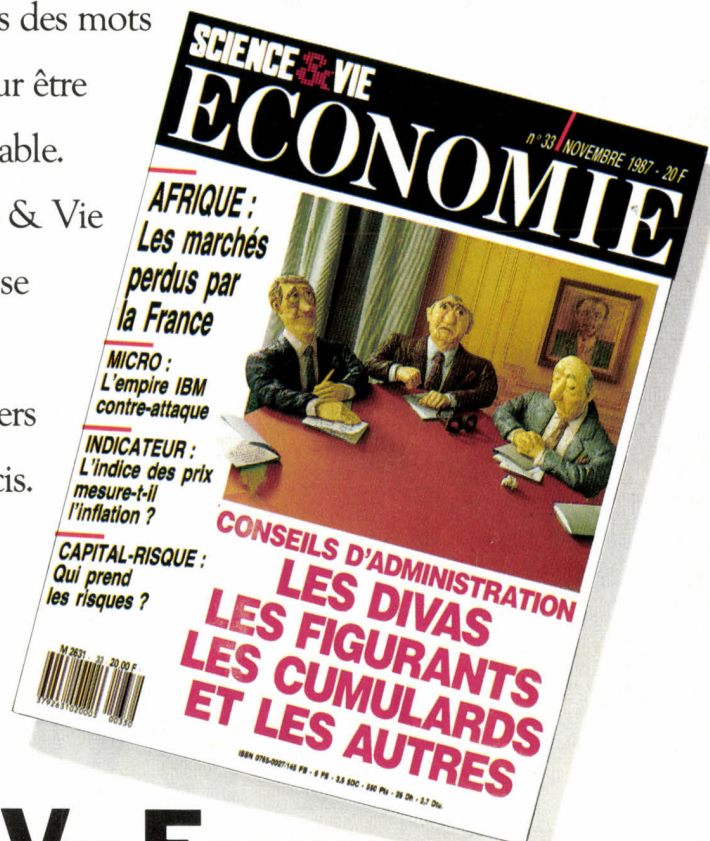 s des mots
ur être
able.
& Vie
se
ers
cis.
SCIENCE & VIE
ECONOMIE
n° 33 / NOVEMBRE 1987 - 20 F
AFRIQUE :
Les marchés
perdus par
la France
MICRO :
L'empire IBM
contre-attaque
INDICATEUR :
L'indice des prix
mesure-t-il
l'inflation ?
CAPITAL-RISQUE :
Qui prend
les risques ?
CONSEILS D'ADMINISTRATION
LES DIVAS
LES FIGURANTS
LES CUMULARDS
ET LES AUTRES
M 2631 - 33 - 20,00 F